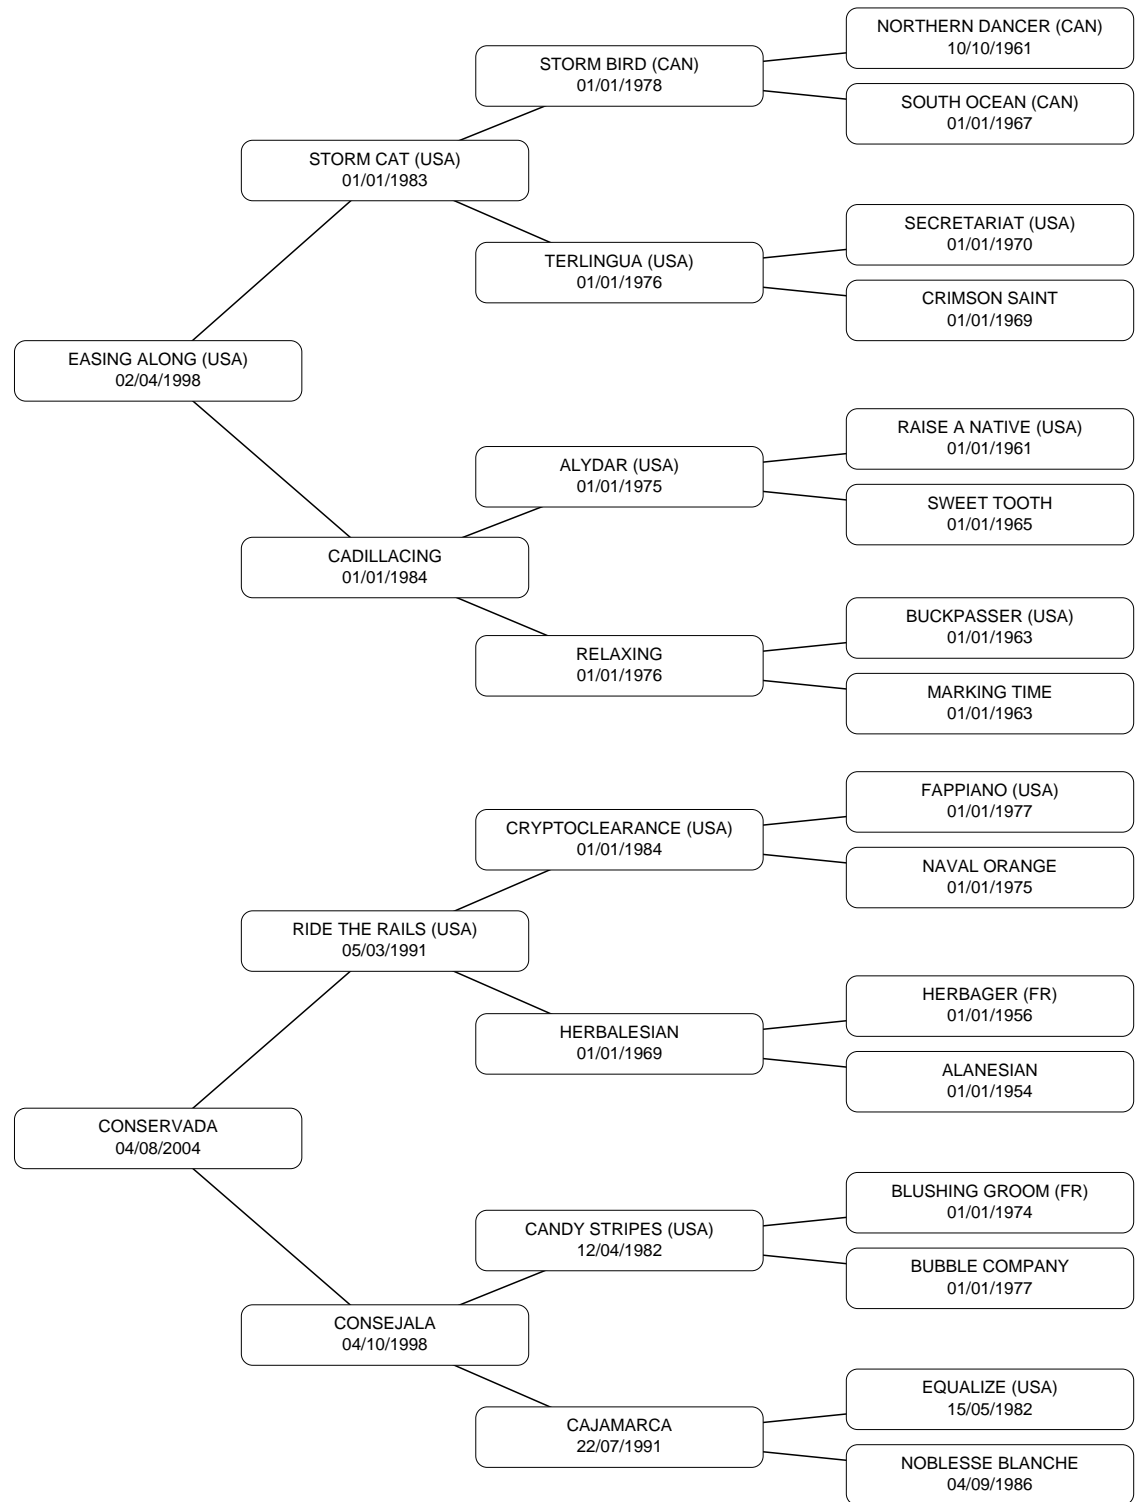 NORTHERN DANCER (CAN)
10/10/1961
STORM BIRD (CAN)
01/01/1978
SOUTH OCEAN (CAN)
01/01/1967
STORM CAT (USA)
01/01/1983
SECRETARIAT (USA)
01/01/1970
TERLINGUA (USA)
01/01/1976
CRIMSON SAINT
01/01/1969
EASING ALONG (USA)
02/04/1998
RAISE A NATIVE (USA)
01/01/1961
ALYDAR (USA)
01/01/1975
SWEET TOOTH
01/01/1965
CADILLACING
01/01/1984
BUCKPASSER (USA)
01/01/1963
RELAXING
01/01/1976
MARKING TIME
01/01/1963
FAPPIANO (USA)
01/01/1977
CRYPTOCLEARANCE (USA)
01/01/1984
NAVAL ORANGE
01/01/1975
RIDE THE RAILS (USA)
05/03/1991
HERBAGER (FR)
01/01/1956
HERBALESIAN
01/01/1969
ALANESIAN
01/01/1954
CONSERVADA
04/08/2004
BLUSHING GROOM (FR)
01/01/1974
CANDY STRIPES (USA)
12/04/1982
BUBBLE COMPANY
01/01/1977
CONSEJALA
04/10/1998
EQUALIZE (USA)
15/05/1982
CAJAMARCA
22/07/1991
NOBLESSE BLANCHE
04/09/1986